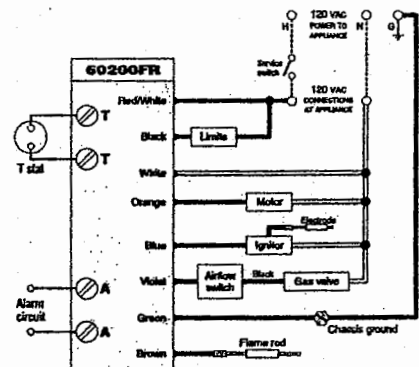 120 VAC
H POWER TO N G
APPLIANCE
Service
switch
60200FR
120 VAC
CONNECTIONS
AT APPLIANCE
Red/White
T
Black Limits
T stat
T
White
Orange Motor
Electrode
Blue Ignitor
Violet Airflow
switch Black Gas valve
A
Alarm
circuit
Green
Chassis ground
A
Brown Flame rod